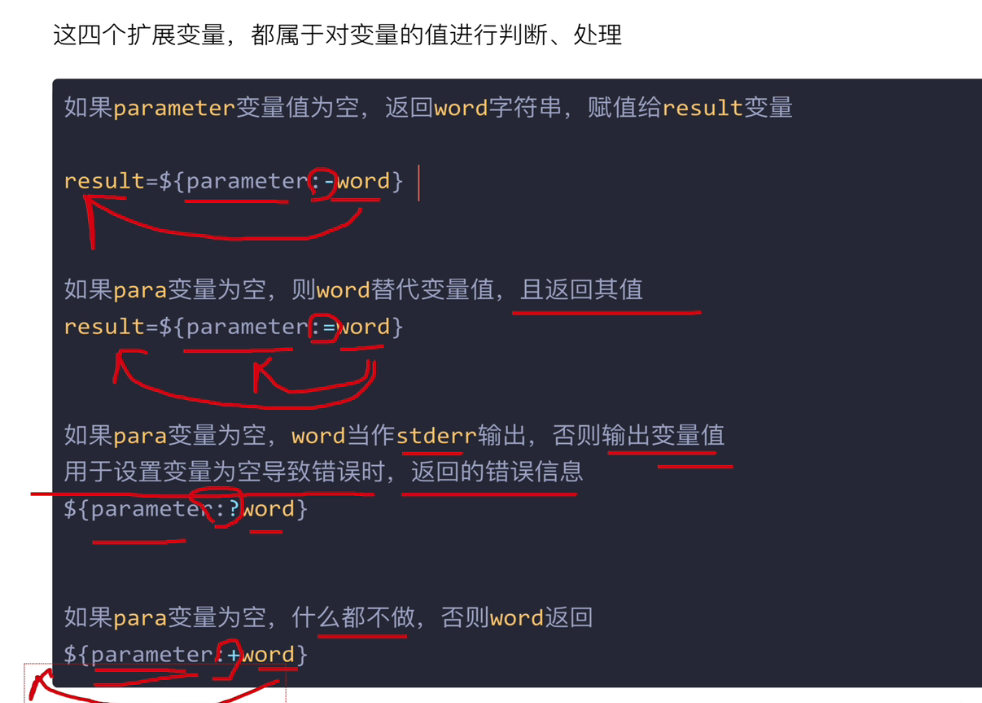 这四个扩展变量，都属于对变量的值进行判断、处理
如果parameter变量值为空，返回word字符串，赋值给result变量
result=${parameter:-word}
如果para变量为空，则word替代变量值，且返回其值
result=${parameter:=word}
如果para变量为空，word当作stderr输出，否则输出变量值
用于设置变量为空导致错误时，返回的错误信息
${parameter:?word}
如果para变量为空，什么都不做，否则word返回
${parameter:+word}